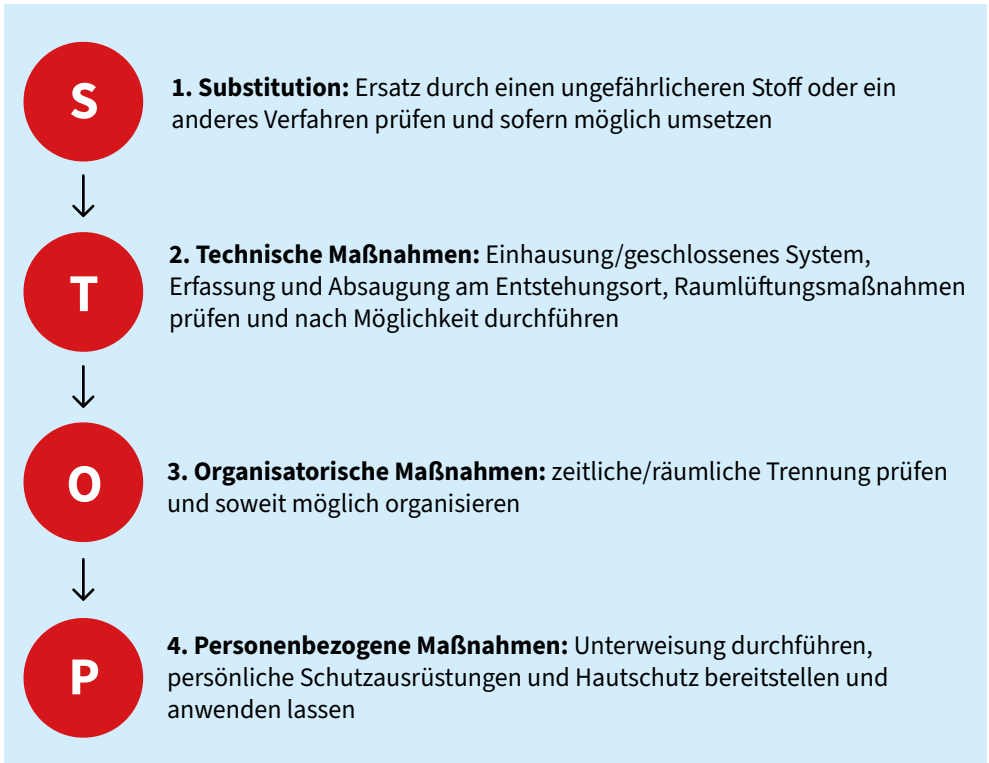 S
1. Substitution: Ersatz durch einen ungefährlicheren Stoff oder ein
anderes Verfahren prüfen und sofern möglich umsetzen
T
2. Technische Maßnahmen: Einhausung/geschlossenes System,
Erfassung und Absaugung am Entstehungsort, Raumlüftungsmaßnahmen
prüfen und nach Möglichkeit durchführen
O
3. Organisatorische Maßnahmen: zeitliche/räumliche Trennung prüfen
und soweit möglich organisieren
P
4. Personenbezogene Maßnahmen: Unterweisung durchführen,
persönliche Schutzausrüstungen und Hautschutz bereitstellen und
anwenden lassen